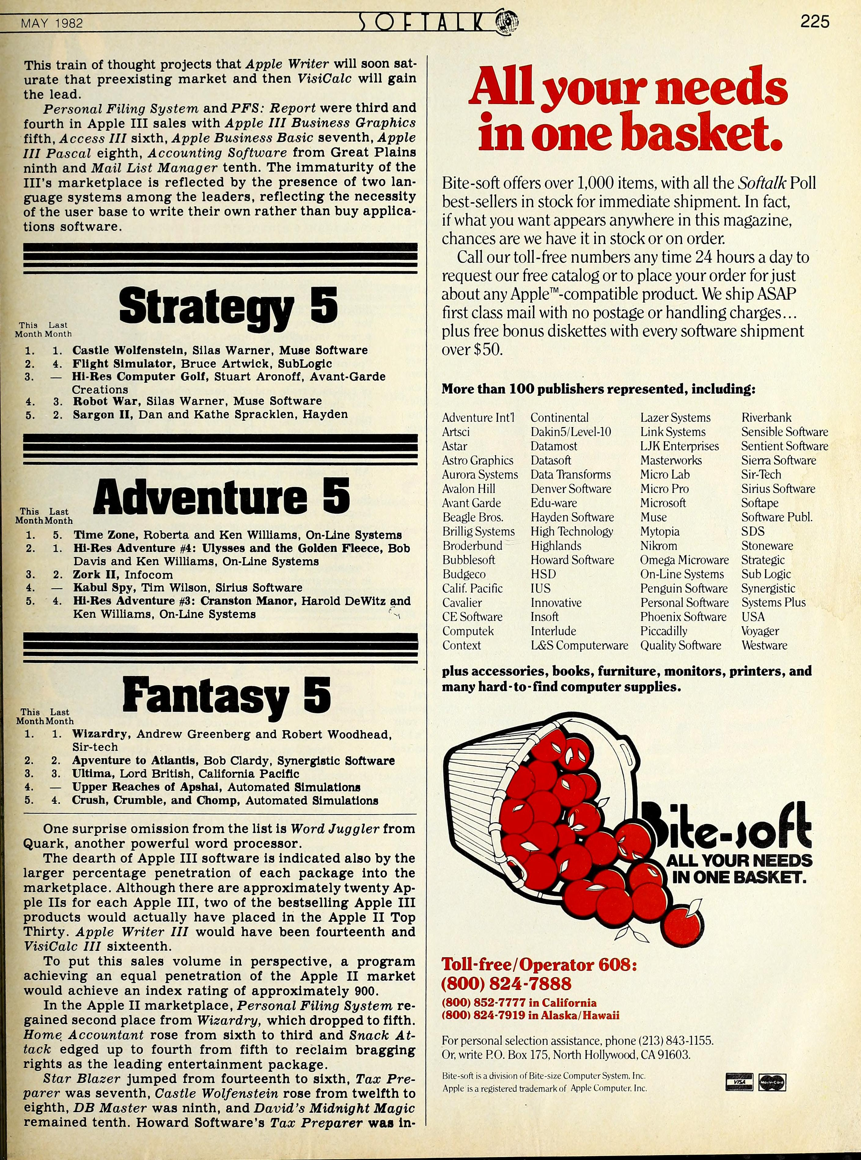 MAY 1982
SOFTALK
225
This train of thought projects that Apple Writer will soon sat-
urate that preexisting market and then VisiCalc will gain
the lead.
Personal Filing System and PFS: Report were third and
fourth in Apple III sales with Apple III Business Graphics
fifth, Access III sixth, Apple Business Basic seventh, Apple
III Pascal eighth, Accounting Software from Great Plains
ninth and Mail List Manager tenth. The immaturity of the
III's marketplace is reflected by the presence of two lan-
guage systems among the leaders, reflecting the necessity
of the user base to write their own rather than buy applica-
tions software.
Strategy 5
This Last
Month Month
1. 1. Castle Wolfenstein, Silas Warner, Muse Software
2. 4. Flight Simulator, Bruce Artwick, SubLogic
3. — Hi-Res Computer Golf, Stuart Aronoff, Avant-Garde
Creations
4. 3. Robot War, Silas Warner, Muse Software
5. 2. Sargon II, Dan and Kathe Spracklen, Hayden
Adventure 5
This Last
Month Month
1. 5. Time Zone, Roberta and Ken Williams, On-Line Systems
2. 1. Hi-Res Adventure #4: Ulysses and the Golden Fleece, Bob
Davis and Ken Williams, On-Line Systems
3. 2. Zork II, Infocom
4. — Kabul Spy, Tim Wilson, Sirius Software
5. 4. Hi-Res Adventure #3: Cranston Manor, Harold DeWitz and
Ken Williams, On-Line Systems
Fantasy 5
This Last
Month Month
1. 1. Wizardry, Andrew Greenberg and Robert Woodhead,
Sir-tech
2. 2. Apventure to Atlantis, Bob Clardy, Synergistic Software
3. 3. Ultima, Lord British, California Pacific
4. — Upper Reaches of Apshai, Automated Simulations
5. 4. Crush, Crumble, and Chomp, Automated Simulations
One surprise omission from the list is Word Juggler from
Quark, another powerful word processor.
The dearth of Apple III software is indicated also by the
larger percentage penetration of each package into the
marketplace. Although there are approximately twenty Ap-
ple IIs for each Apple III, two of the bestselling Apple III
products would actually have placed in the Apple II Top
Thirty. Apple Writer III would have been fourteenth and
VisiCalc III sixteenth.
To put this sales volume in perspective, a program
achieving an equal penetration of the Apple II market
would achieve an index rating of approximately 900.
In the Apple II marketplace, Personal Filing System re-
gained second place from Wizardry, which dropped to fifth.
Home Accountant rose from sixth to third and Snack At-
tack edged up to fourth from fifth to reclaim bragging
rights as the leading entertainment package.
Star Blazer jumped from fourteenth to sixth, Tax Pre-
parer was seventh, Castle Wolfenstein rose from twelfth to
eighth, DB Master was ninth, and David's Midnight Magic
remained tenth. Howard Software's Tax Preparer was in-
All your needs
in one basket.
Bite-soft offers over 1,000 items, with all the Softalk Poll
best-sellers in stock for immediate shipment. In fact,
if what you want appears anywhere in this magazine,
chances are we have it in stock or on order.
Call our toll-free numbers any time 24 hours a day to
request our free catalog or to place your order for just
about any Apple™-compatible product. We ship ASAP
first class mail with no postage or handling charges...
plus free bonus diskettes with every software shipment
over $50.
More than 100 publishers represented, including:
Adventure Int'l Continental Lazer Systems Riverbank
Artsci Dakin5/Level-10 Link Systems Sensible Software
Astar Datamost LJK Enterprises Sentient Software
Astro Graphics Datasoft Masterworks Sierra Software
Aurora Systems Data Transforms Micro Lab Sir-Tech
Avalon Hill Denver Software Micro Pro Sirius Software
Avant Garde Edu-ware Microsoft Softape
Beagle Bros. Hayden Software Muse Software Publ.
Brillig Systems High Technology Mytopia SDS
Broderbund Highlands Nikrom Stoneware
Bubblesoft Howard Software Omega Microware Strategic
Budgeco HSD On-Line Systems Sub Logic
Calif. Pacific IUS Penguin Software Synergistic
Cavalier Innovative Personal Software Systems Plus
CE Software Insoft Phoenix Software USA
Computek Interlude Piccadilly Voyager
Context L&S Computerware Quality Software Westware
plus accessories, books, furniture, monitors, printers, and
many hard-to-find computer supplies.
Bite-soft
ALL YOUR NEEDS
IN ONE BASKET.
Toll-free/Operator 608:
(800) 824-7888
(800) 852-7777 in California
(800) 824-7919 in Alaska/Hawaii
For personal selection assistance, phone (213) 843-1155.
Or, write P.O. Box 175, North Hollywood, CA 91603.
Bite-soft is a division of Bite-size Computer System, Inc.
Apple is a registered trademark of Apple Computer, Inc.
VISA